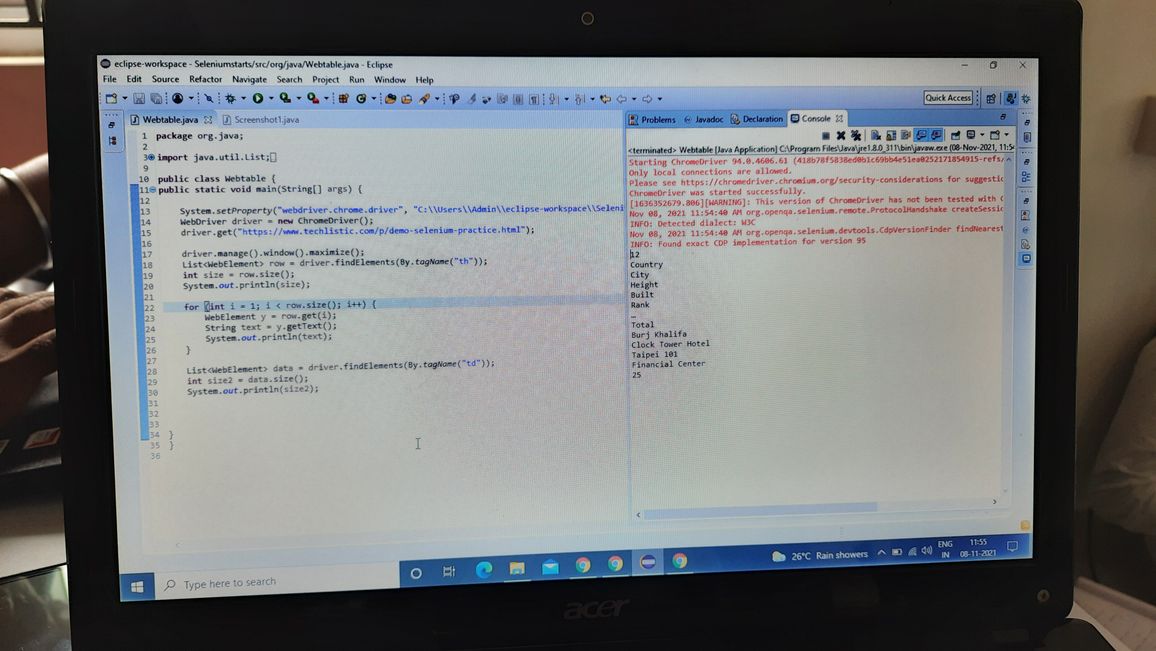 eclipse-workspace - Seleniumstarts/src/org/java/Webtable.java - Eclipse
File Edit Source Refactor Navigate Search Project Run Window Help
Quick Access
Webtable.java Screenshot1.java
1 package org.java;
2
3 import java.util.List;
9
10 public class Webtable {
11 public static void main(String[] args) {
12
13 System.setProperty("webdriver.chrome.driver", "C:\\Users\\Admin\\eclipse-workspace\\Seleni
14 WebDriver driver = new ChromeDriver();
15 driver.get("https://www.techlistic.com/p/demo-selenium-practice.html");
16
17 driver.manage().window().maximize();
18 List<WebElement> row = driver.findElements(By.tagName("th"));
19 int size = row.size();
20 System.out.println(size);
21
22 for (int i = 1; i < row.size(); i++) {
23 WebElement y = row.get(i);
24 String text = y.getText();
25 System.out.println(text);
26 }
27
28 List<WebElement> data = driver.findElements(By.tagName("td"));
29 int size2 = data.size();
30 System.out.println(size2);
31
32
33
34 }
35 }
36
Problems Javadoc Declaration Console
<terminated> Webtable [Java Application] C:\Program Files\Java\jre1.8.0_311\bin\javaw.exe (08-Nov-2021, 11:54
Starting ChromeDriver 94.0.4606.61 (418b78f5838ed0b1c69bb4e51ea0252171854915-refs/
Only local connections are allowed.
Please see https://chromedriver.chromium.org/security-considerations for suggestic
ChromeDriver was started successfully.
[1636352679.806][WARNING]: This version of ChromeDriver has not been tested with C
Nov 08, 2021 11:54:40 AM org.openqa.selenium.remote.ProtocolHandshake createSessic
INFO: Detected dialect: W3C
Nov 08, 2021 11:54:40 AM org.openqa.selenium.devtools.CdpVersionFinder findNearest
INFO: Found exact CDP implementation for version 95
12
Country
City
Height
Built
Rank
…
Total
Burj Khalifa
Clock Tower Hotel
Taipei 101
Financial Center
25
Type here to search
26°C Rain showers
ENG
IN
11:55
08-11-2021
acer